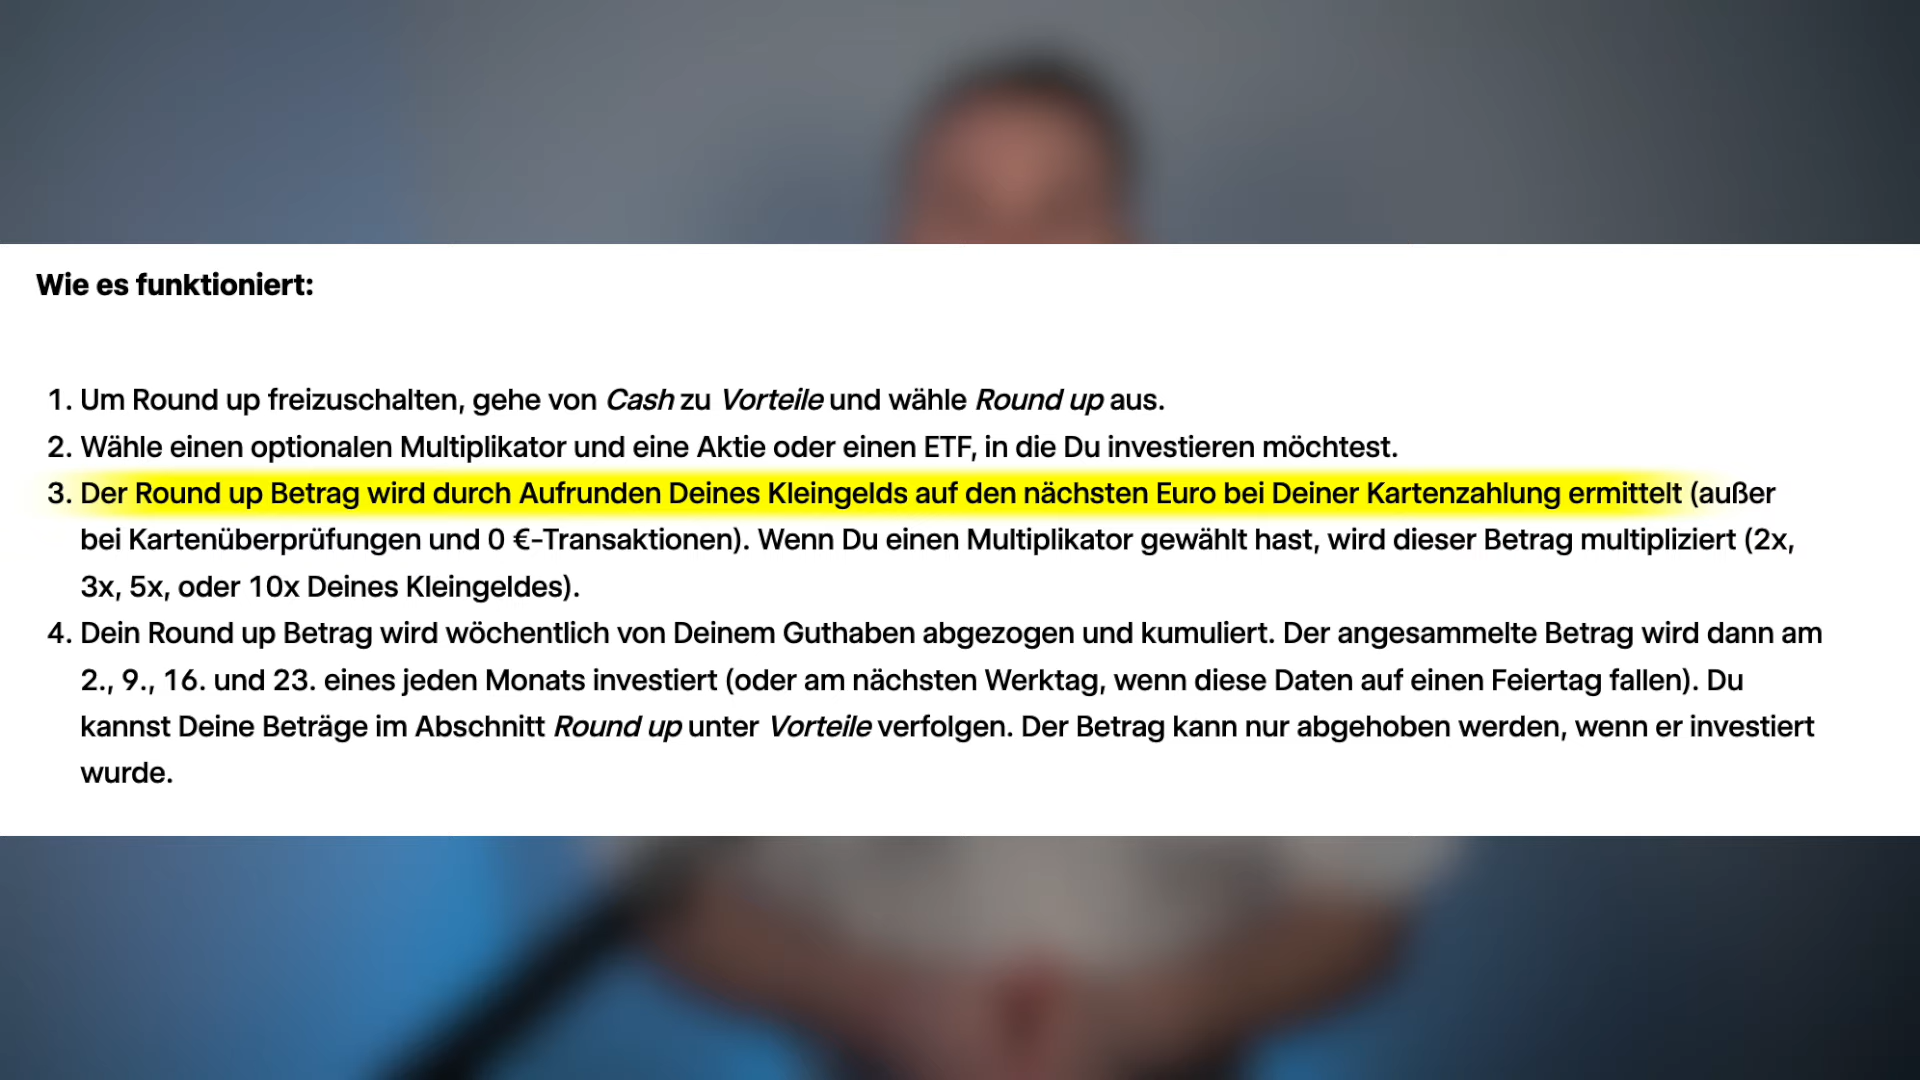 Wie es funktioniert:
1. Um Round up freizuschalten, gehe von Cash zu Vorteile und wähle Round up aus.
2. Wähle einen optionalen Multiplikator und eine Aktie oder einen ETF, in die Du investieren möchtest.
3. Der Round up Betrag wird durch Aufrunden Deines Kleingelds auf den nächsten Euro bei Deiner Kartenzahlung ermittelt (außer
bei Kartenüberprüfungen und 0 €-Transaktionen). Wenn Du einen Multiplikator gewählt hast, wird dieser Betrag multipliziert (2x,
3x, 5x, oder 10x Deines Kleingeldes).
4. Dein Round up Betrag wird wöchentlich von Deinem Guthaben abgezogen und kumuliert. Der angesammelte Betrag wird dann am
2., 9., 16. und 23. eines jeden Monats investiert (oder am nächsten Werktag, wenn diese Daten auf einen Feiertag fallen). Du
kannst Deine Beträge im Abschnitt Round up unter Vorteile verfolgen. Der Betrag kann nur abgehoben werden, wenn er investiert
wurde.